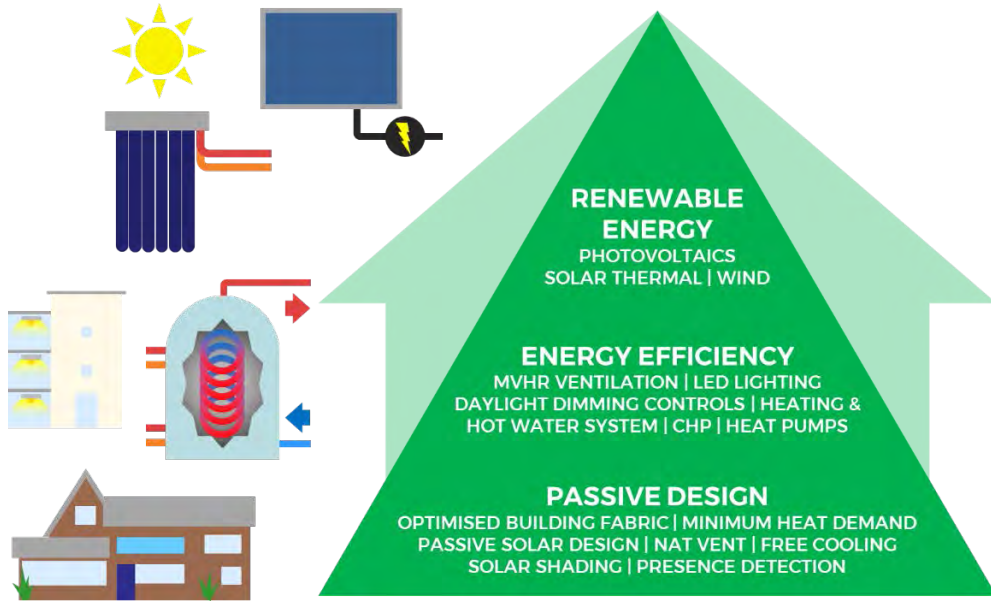 RENEWABLE
ENERGY
PHOTOVOLTAICS
SOLAR THERMAL | WIND
ENERGY EFFICIENCY
MVHR VENTILATION | LED LIGHTING
DAYLIGHT DIMMING CONTROLS | HEATING &
HOT WATER SYSTEM | CHP | HEAT PUMPS
PASSIVE DESIGN
OPTIMISED BUILDING FABRIC | MINIMUM HEAT DEMAND
PASSIVE SOLAR DESIGN | NAT VENT | FREE COOLING
SOLAR SHADING | PRESENCE DETECTION